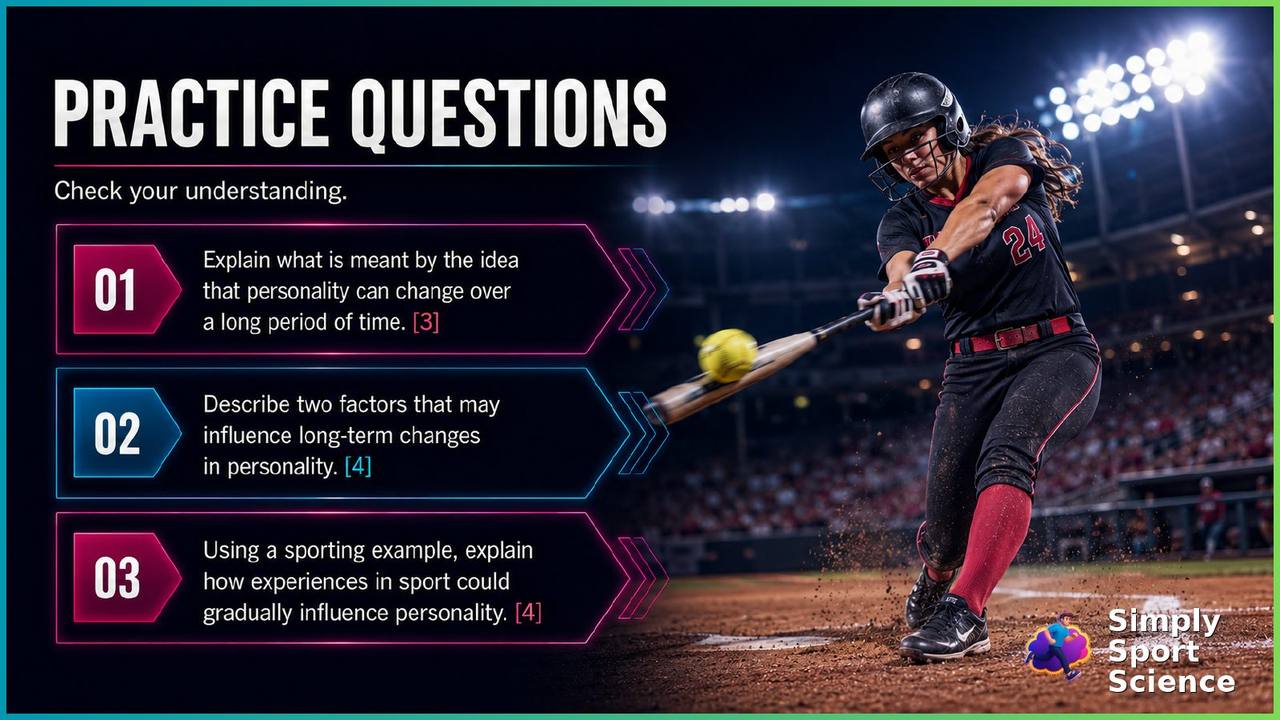 PRACTICE QUESTIONS
Check your understanding.
01
Explain what is meant by the idea
that personality can change over
a long period of time. [3]
02
Describe two factors that may
influence long-term changes
in personality. [4]
03
Using a sporting example, explain
how experiences in sport could
gradually influence personality. [4]
24
Simply
Sport
Science